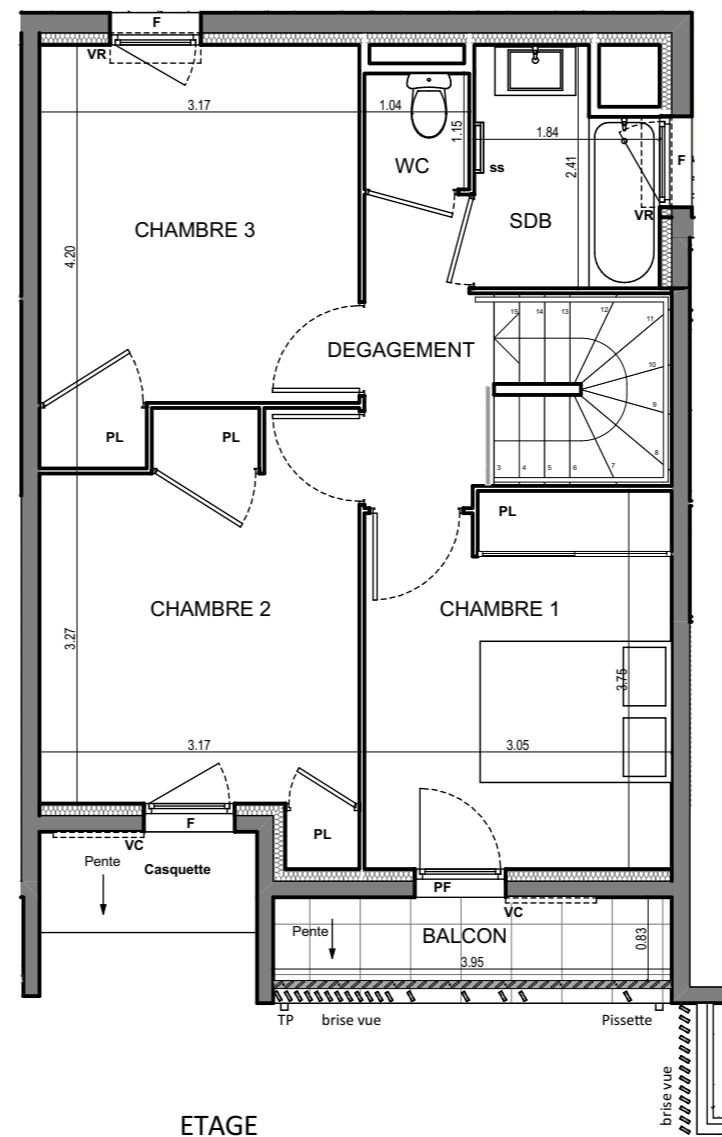 F
VR
3.17
1.04
1.15
1.84
WC
ss
2.41
F
SDB
VR
CHAMBRE 3
4.20
DEGAGEMENT
15
14
13
12
11
10
9
8
3
4
5
6
7
PL
PL
PL
CHAMBRE 2
CHAMBRE 1
3.27
3.75
3.17
3.05
F
PL
VC
Pente
Casquette
PF
VC
Pente
BALCON
0.83
3.95
TP
brise vue
Pissette
brise vue
ETAGE